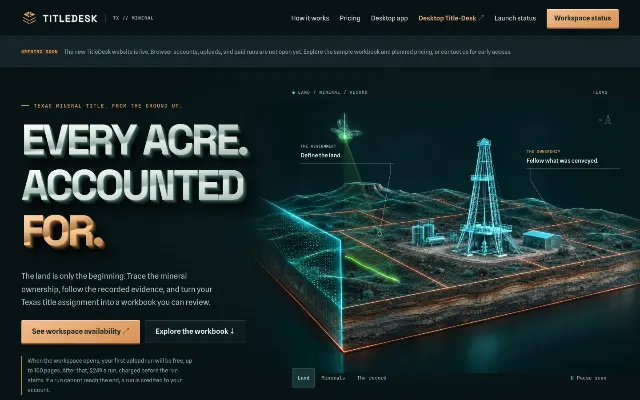 TITLEDESK
TX // MINERAL
How it works
Pricing
Desktop app
Desktop Title-Desk ↗
Launch status
Workspace status
OPENING SOON
The new TitleDesk website is live. Browser accounts, uploads, and paid runs are not open yet. Explore the sample workbook and planned pricing, or contact us for early access.
LAND / MINERAL / RECORD
TEXAS
TEXAS MINERAL TITLE. FROM THE GROUND UP.
EVERY ACRE.
ACCOUNTED
FOR.
THE ASSIGNMENT
Define the land.
THE OWNERSHIP
Follow what was conveyed.
The land is only the beginning. Trace the mineral
ownership, follow the recorded evidence, and turn your
Texas title assignment into a workbook you can review.
See workspace availability ↗
Explore the workbook ↓
When the workspace opens, your first upload run will be free, up
to 150 pages. After that, $249 a run, charged before the run
starts. If a run cannot reach the end, a run is credited to your
account.
Land
Minerals
The record
Pause scan